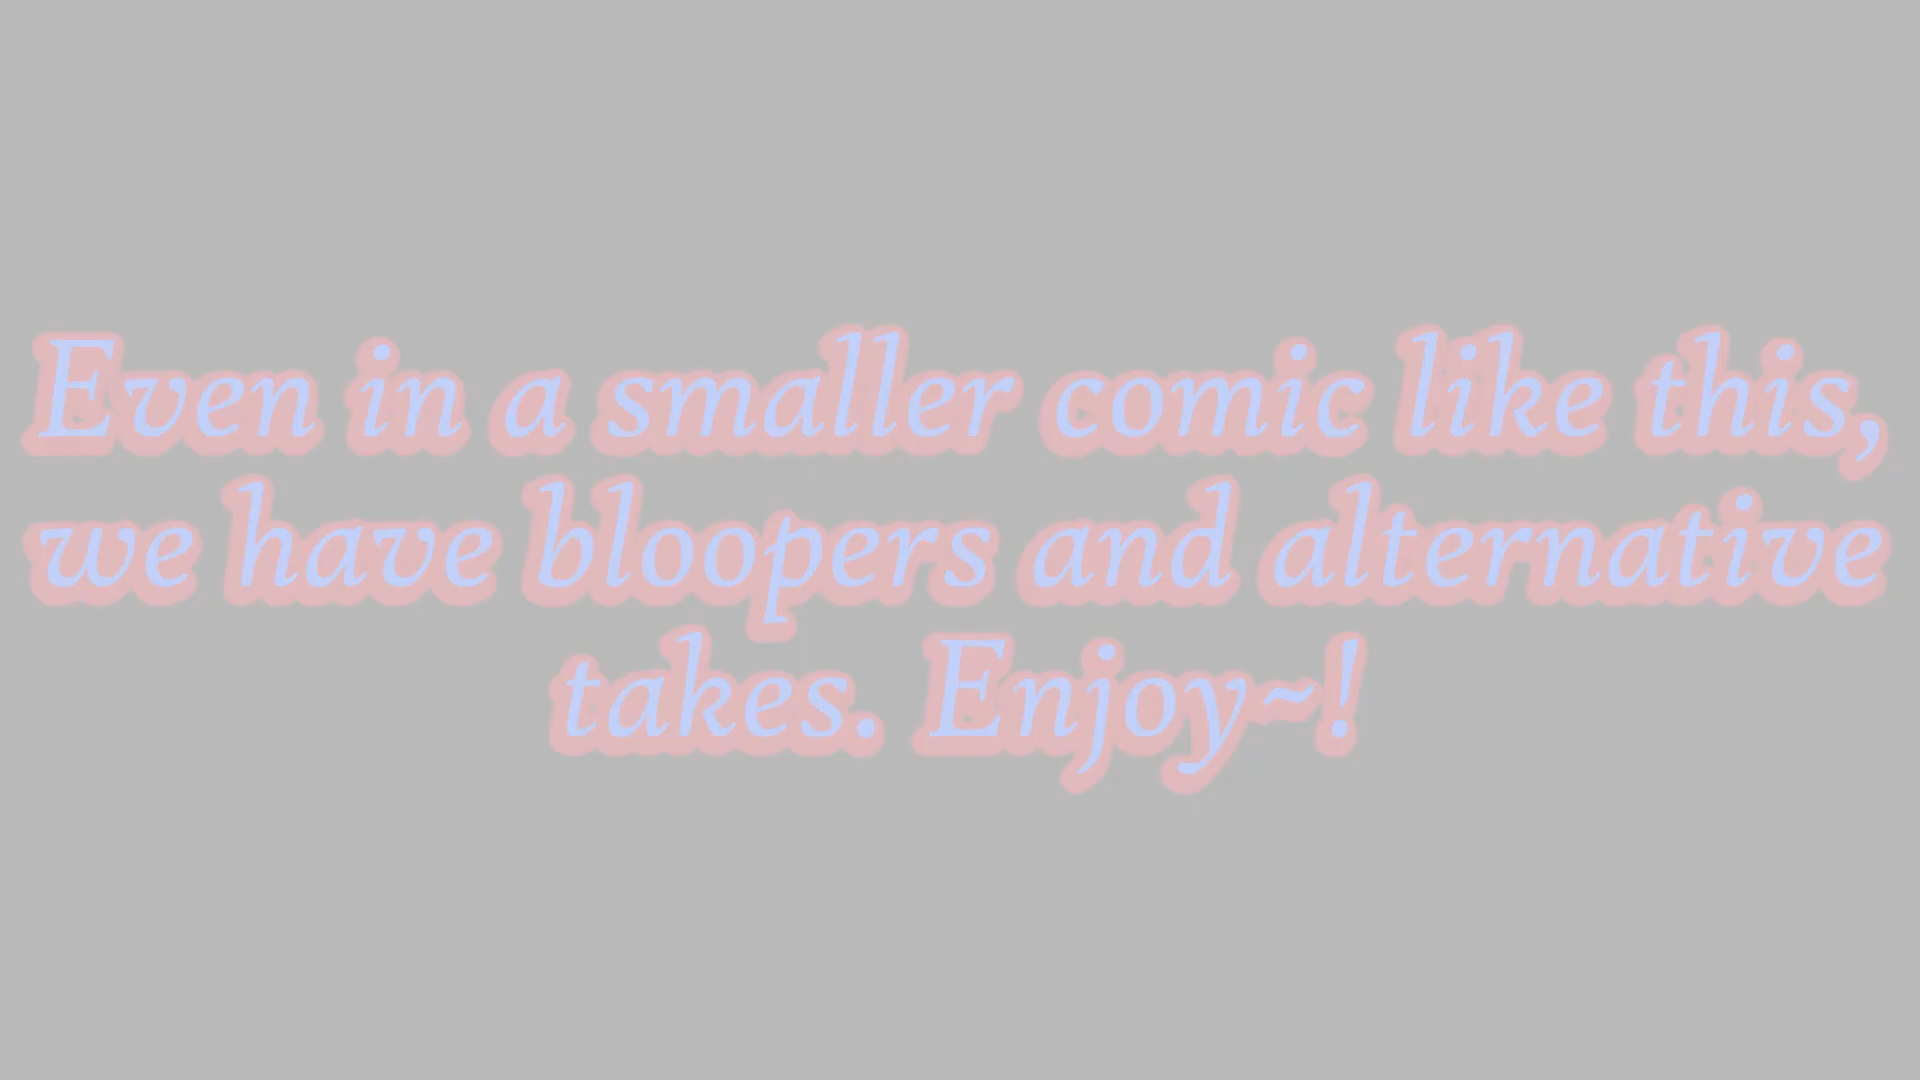 Even in a smaller comic like this,
we have bloopers and alternative
takes. Enjoy~!